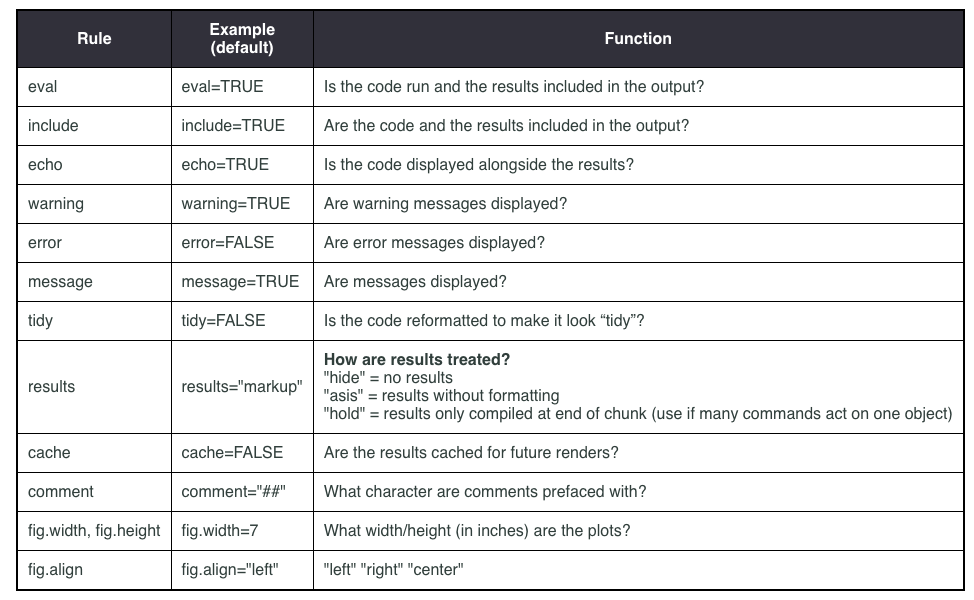 Rule Example (default) Function
eval eval=TRUE Is the code run and the results included in the output?
include include=TRUE Are the code and the results included in the output?
echo echo=TRUE Is the code displayed alongside the results?
warning warning=TRUE Are warning messages displayed?
error error=FALSE Are error messages displayed?
message message=TRUE Are messages displayed?
tidy tidy=FALSE Is the code reformatted to make it look “tidy”?
results results="markup" How are results treated?
"hide" = no results
"asis" = results without formatting
"hold" = results only compiled at end of chunk (use if many commands act on one object)
cache cache=FALSE Are the results cached for future renders?
comment comment="##" What character are comments prefaced with?
fig.width, fig.height fig.width=7 What width/height (in inches) are the plots?
fig.align fig.align="left" "left" "right" "center"